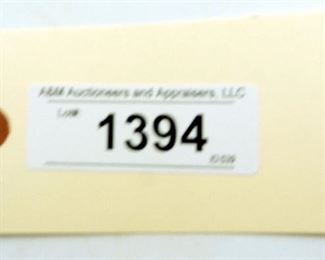 A&M Auctioneers and Appraisers, LLC
Lot#
1394